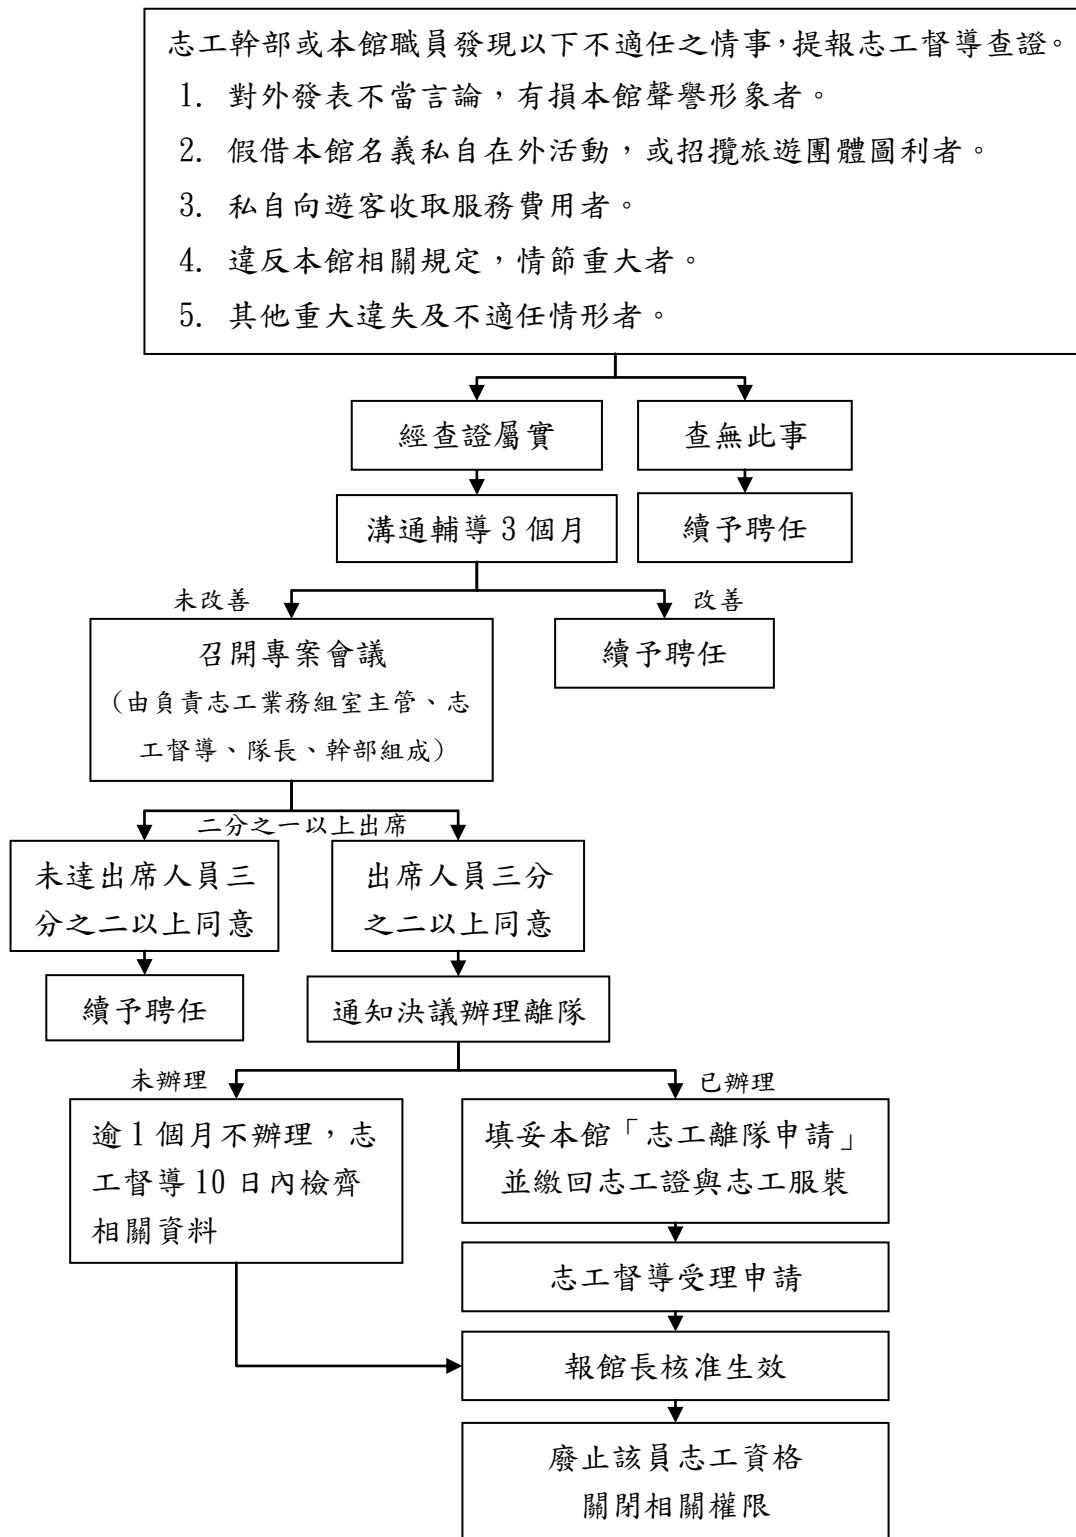 志工幹部或本館職員發現以下不適任之情事，提報志工督導查證。
1. 對外發表不當言論，有損本館聲譽形象者。
2. 假借本館名義私自在外活動，或招攬旅遊團體圖利者。
3. 私自向遊客收取服務費用者。
4. 違反本館相關規定，情節重大者。
5. 其他重大違失及不適任情形者。
經查證屬實
查無此事
溝通輔導 3 個月
續予聘任
未改善
改善
召開專案會議
（由負責志工業務組室主管、志
工督導、隊長、幹部組成）
續予聘任
二分之一以上出席
未達出席人員三
分之二以上同意
出席人員三分
之二以上同意
續予聘任
通知決議辦理離隊
未辦理
已辦理
逾 1 個月不辦理，志
工督導 10 日內檢齊
相關資料
填妥本館「志工離隊申請」
並繳回志工證與志工服裝
志工督導受理申請
報館長核准生效
廢止該員志工資格
關閉相關權限